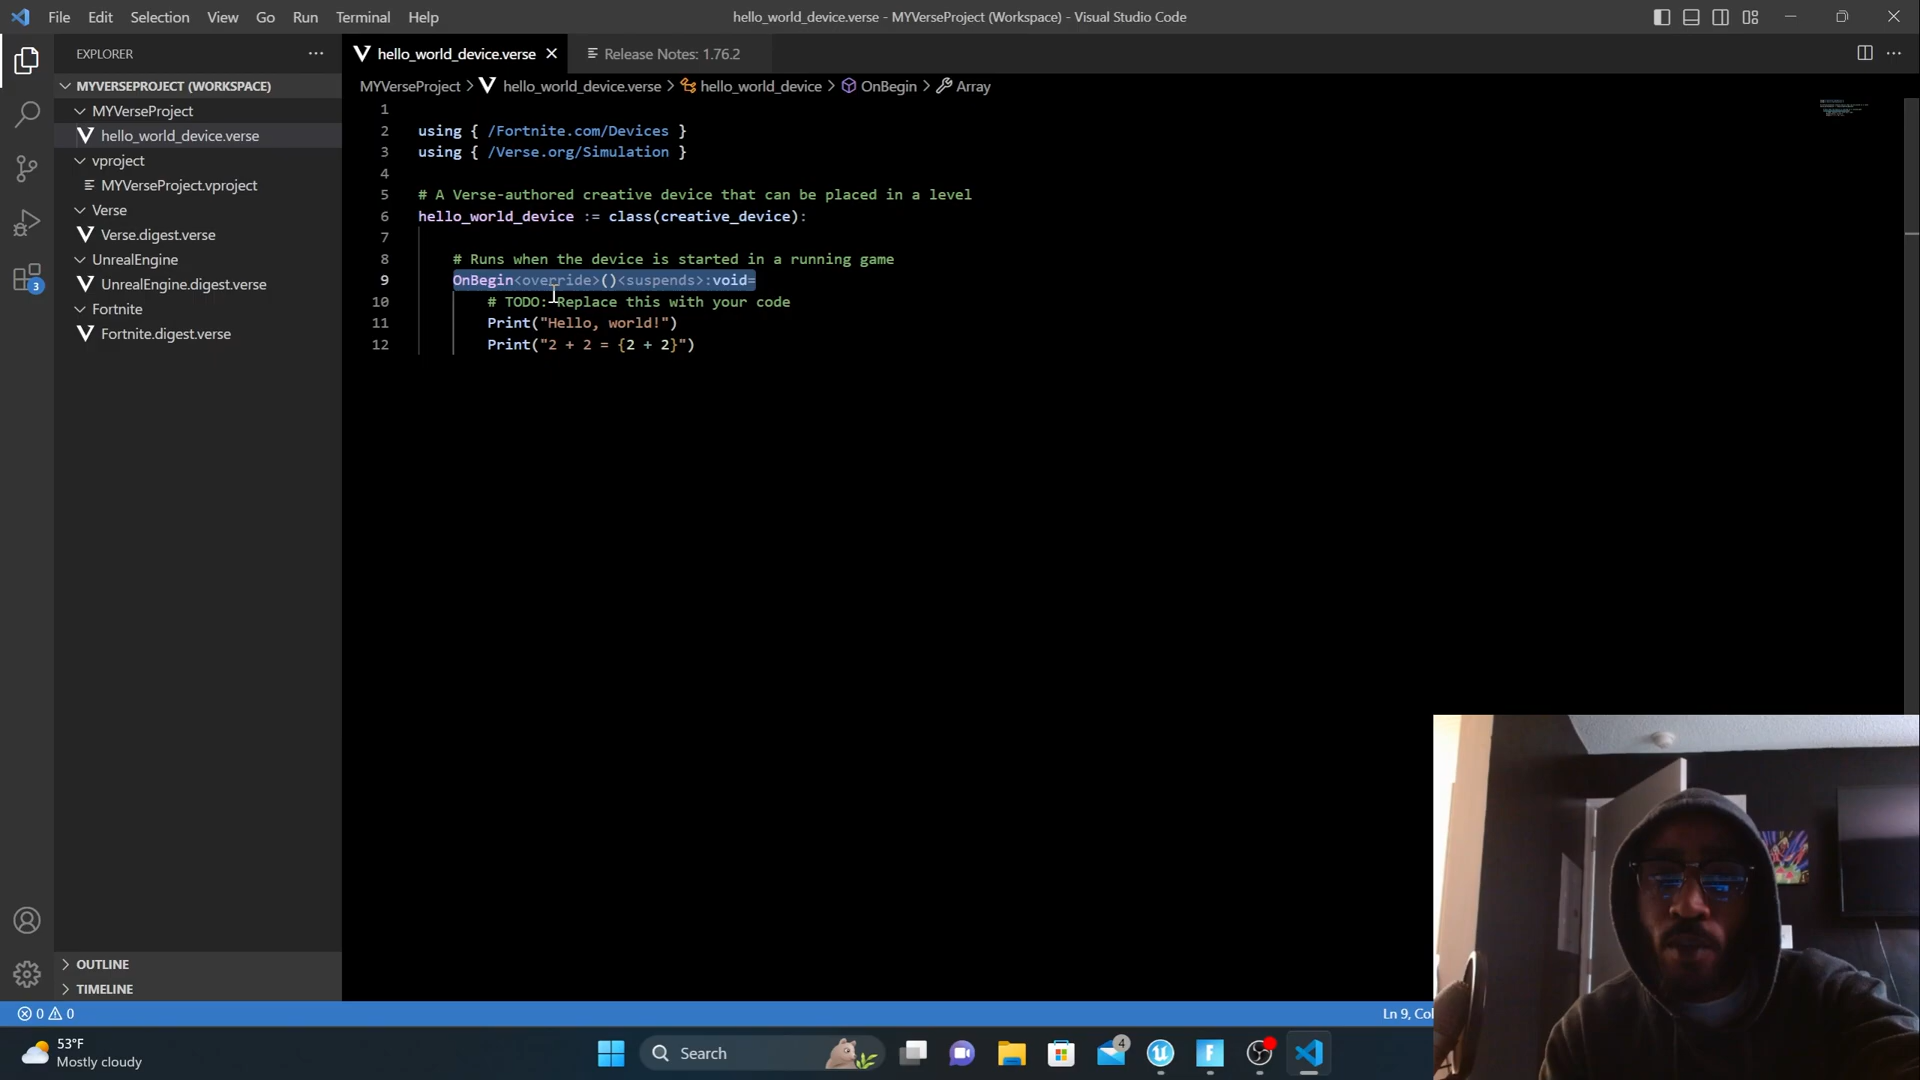 File Edit Selection View Go Run Terminal Help
hello_world_device.verse - MYVerseProject (Workspace) - Visual Studio Code
EXPLORER
MYVERSEPROJECT (WORKSPACE)
MYVerseProject
hello_world_device.verse
vproject
MYVerseProject.vproject
Verse
Verse.digest.verse
UnrealEngine
UnrealEngine.digest.verse
Fortnite
Fortnite.digest.verse
3
OUTLINE
TIMELINE
hello_world_device.verse
Release Notes: 1.76.2
MYVerseProject > hello_world_device.verse > hello_world_device > OnBegin > Array
1
2 using { /Fortnite.com/Devices }
3 using { /Verse.org/Simulation }
4
5 # A Verse-authored creative device that can be placed in a level
6 hello_world_device := class(creative_device):
7
8 # Runs when the device is started in a running game
9 OnBegin<override>()<suspends>:void=
10 # TODO: Replace this with your code
11 Print("Hello, world!")
12 Print("2 + 2 = {2 + 2}")
0 0
Ln 9, Col
53°F
Mostly cloudy
Search
4